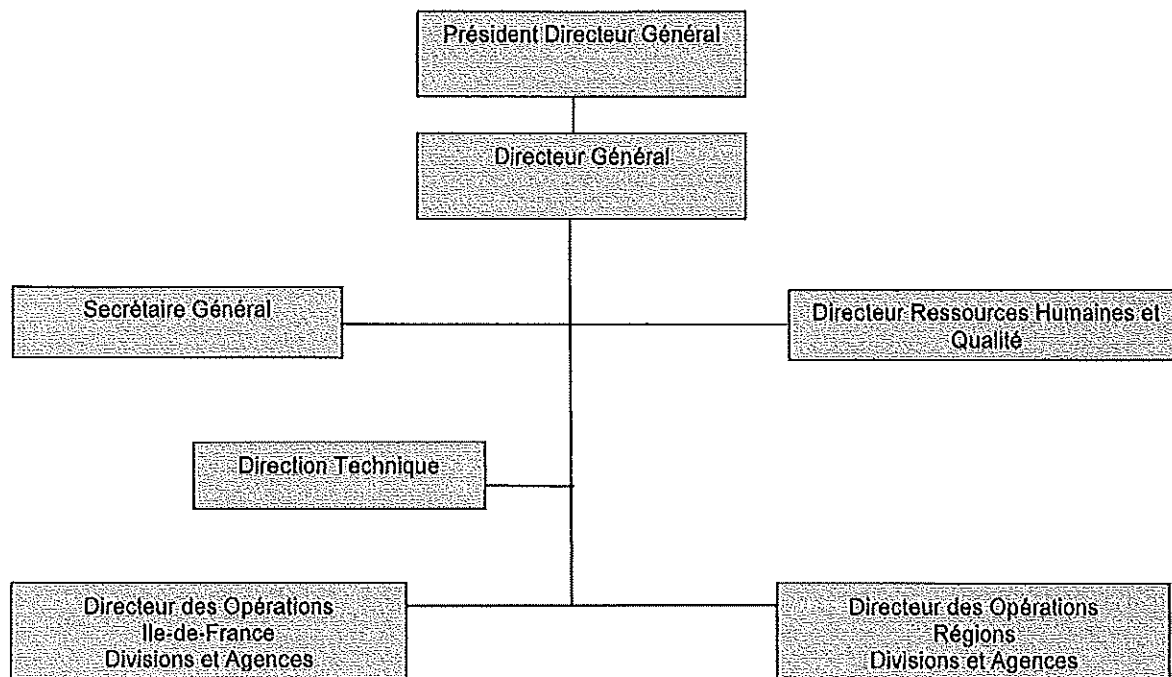 Président Directeur Général
Directeur Général
Secrétaire Général
Directeur Ressources Humaines et
Qualité
Direction Technique
Directeur des Opérations
Ile-de-France
Divisions et Agences
Directeur des Opérations
Régions
Divisions et Agences